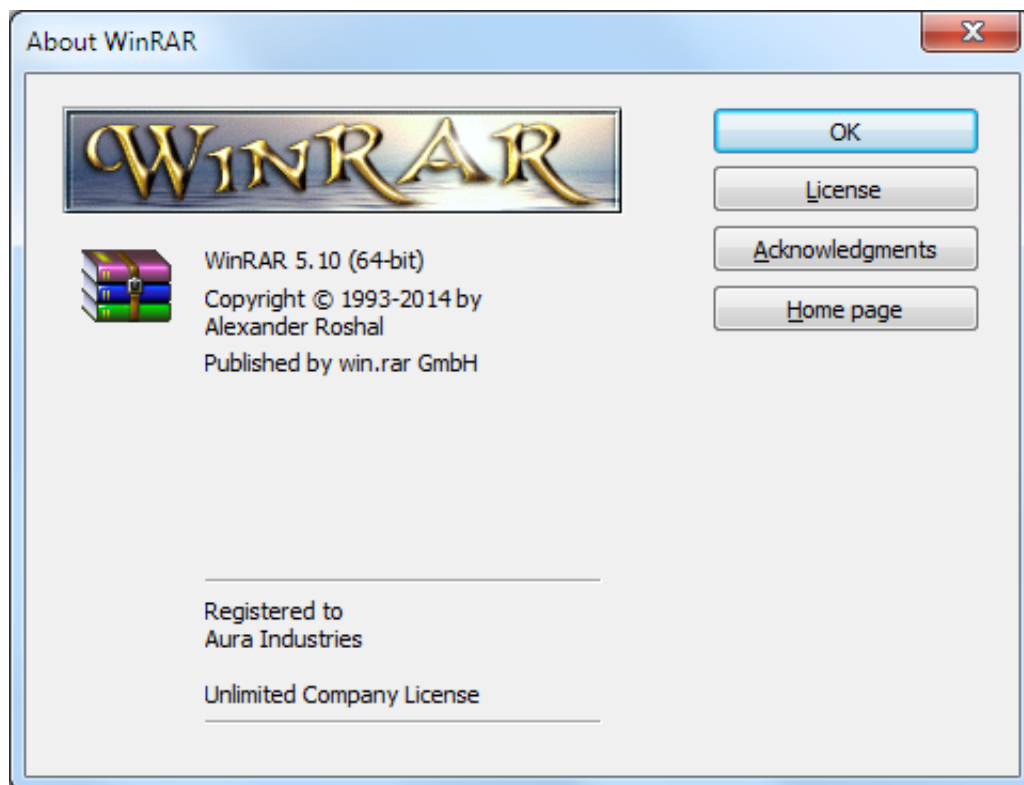 About WinRAR
WinRAR
OK
License
Acknowledgments
Home page
WinRAR 5.10 (64-bit)
Copyright © 1993-2014 by
Alexander Roshal
Published by win.rar GmbH
Registered to
Aura Industries
Unlimited Company License